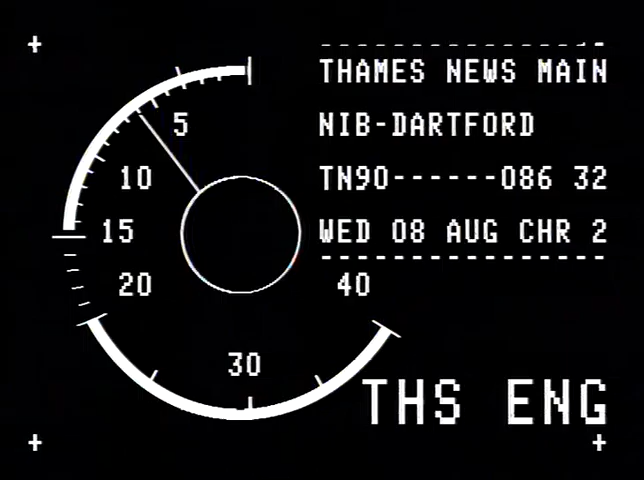 THAMES NEWS MAIN
NIB-DARTFORD
TN90------086 32
WED 08 AUG CHR 2
5
10
15
20
30
40
THS ENG